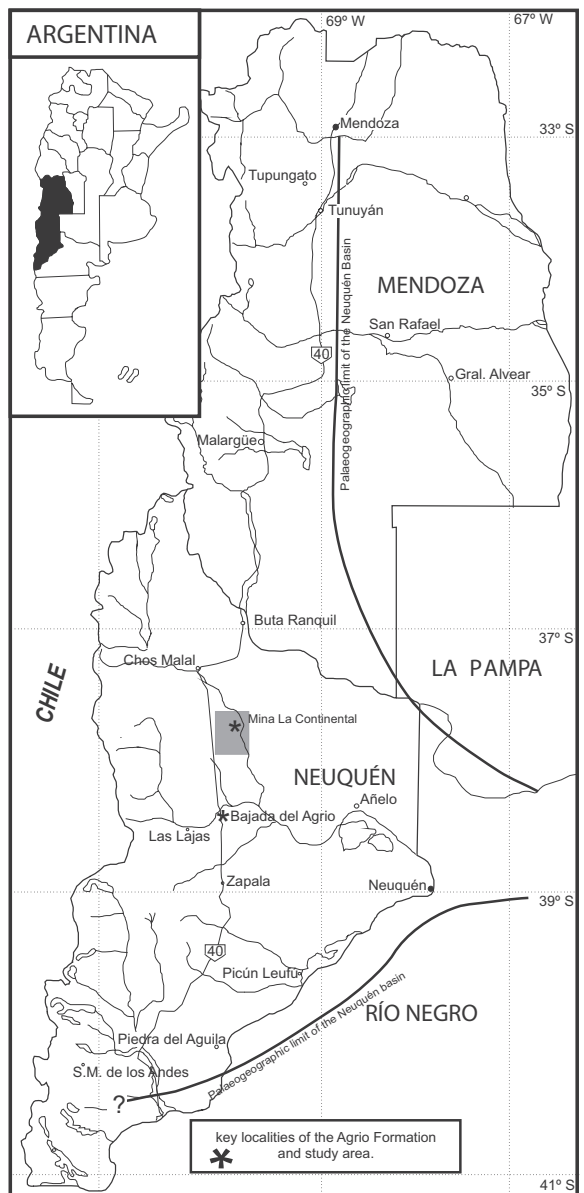 ARGENTINA
69º W
67º W
Mendoza
33º S
Tupungato
Tunuyán
MENDOZA
Palaeogeographic limit of the Neuquén Basin
San Rafael
40
35º S
Gral. Alvear
Malargüe
Buta Ranquil
37º S
Chos Malal
LA PAMPA
CHILE
* Mina La Continental
NEUQUÉN
Añelo
* Bajada del Agrio
Las Lajas
Zapala
Neuquén
39º S
40
Picún Leufú
RÍO NEGRO
Palaeogeographic limit of the Neuquén basin
Piedra del Aguila
S.M. de los Andes
?
key localities of the Agrio Formation
* and study area.
41º S